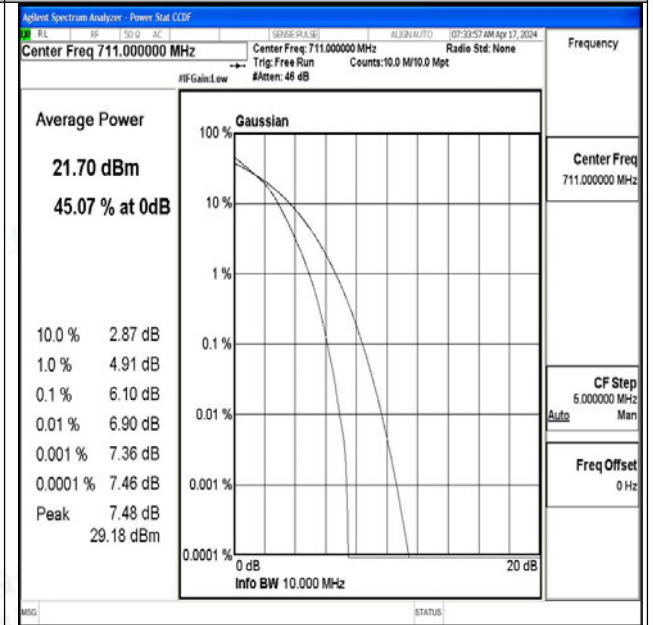 Agilent Spectrum Analyzer - Power Stat CCDF
RL RF 50 Ω AC SENSE:PULSE ALIGN AUTO 07:33:57 AM Apr 17, 2024
Center Freq 711.000000 MHz
Center Freq: 711.000000 MHz Radio Std: None
Trig: Free Run Counts:10.0 M/10.0 Mpt
#IFGain:Low #Atten: 46 dB
Frequency
Average Power
21.70 dBm
45.07 % at 0dB
10.0 % 2.87 dB
1.0 % 4.91 dB
0.1 % 6.10 dB
0.01 % 6.90 dB
0.001 % 7.36 dB
0.0001 % 7.46 dB
Peak 7.48 dB
29.18 dBm
Gaussian
100 %
10 %
1 %
0.1 %
0.01 %
0.001 %
0.0001 %
0 dB 20 dB
Info BW 10.000 MHz
Center Freq
711.000000 MHz
CF Step
5.000000 MHz
Auto Man
Freq Offset
0 Hz
MSG STATUS